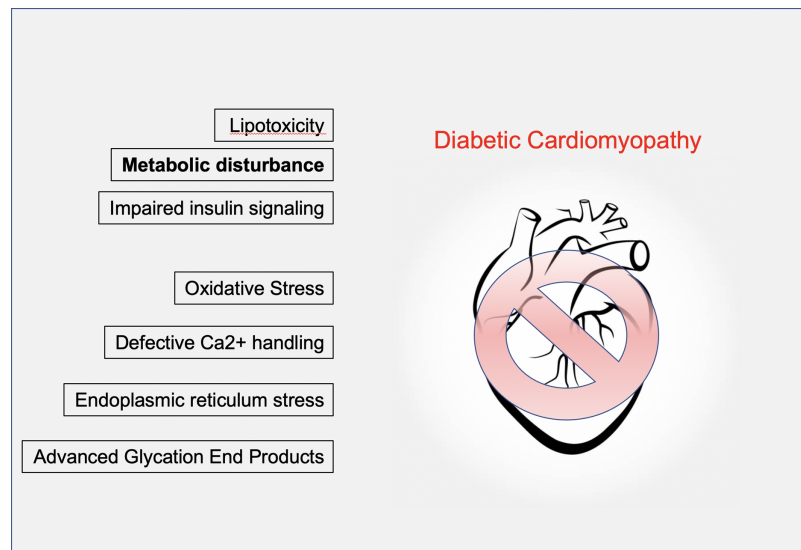 Lipotoxicity
Metabolic disturbance
Impaired insulin signaling
Oxidative Stress
Defective Ca2+ handling
Endoplasmic reticulum stress
Advanced Glycation End Products
Diabetic Cardiomyopathy